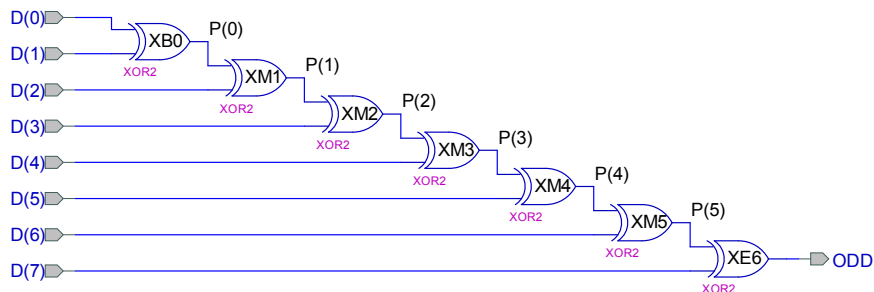 D(0)
XB0
P(0)
D(1)
XOR2
XM1
P(1)
D(2)
XOR2
XM2
P(2)
D(3)
XOR2
XM3
P(3)
D(4)
XOR2
XM4
P(4)
D(5)
XOR2
XM5
P(5)
D(6)
XOR2
XE6
ODD
D(7)
XOR2